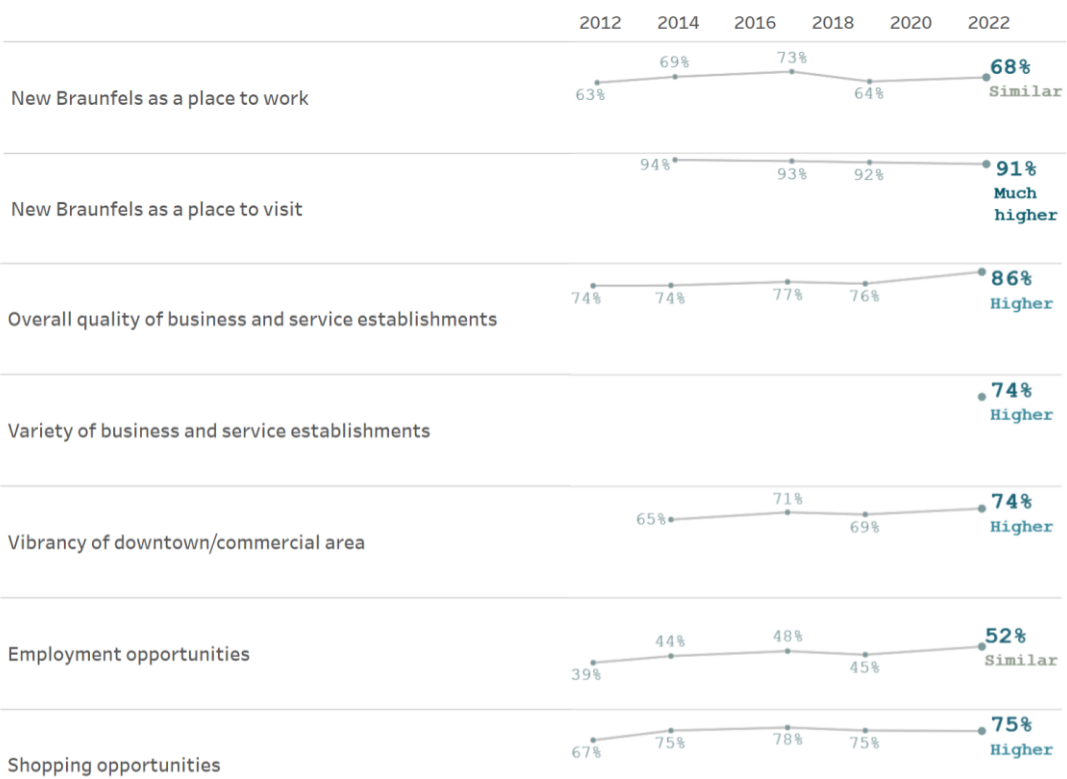 2012 2014 2016 2018 2020 2022
New Braunfels as a place to work
63% 69% 73% 64% 68%
Similar
New Braunfels as a place to visit
94% 93% 92% 91%
Much
higher
Overall quality of business and service establishments
74% 74% 77% 76% 86%
Higher
Variety of business and service establishments
74%
Higher
Vibrancy of downtown/commercial area
65% 71% 69% 74%
Higher
Employment opportunities
39% 44% 48% 45% 52%
Similar
Shopping opportunities
67% 75% 78% 75% 75%
Higher